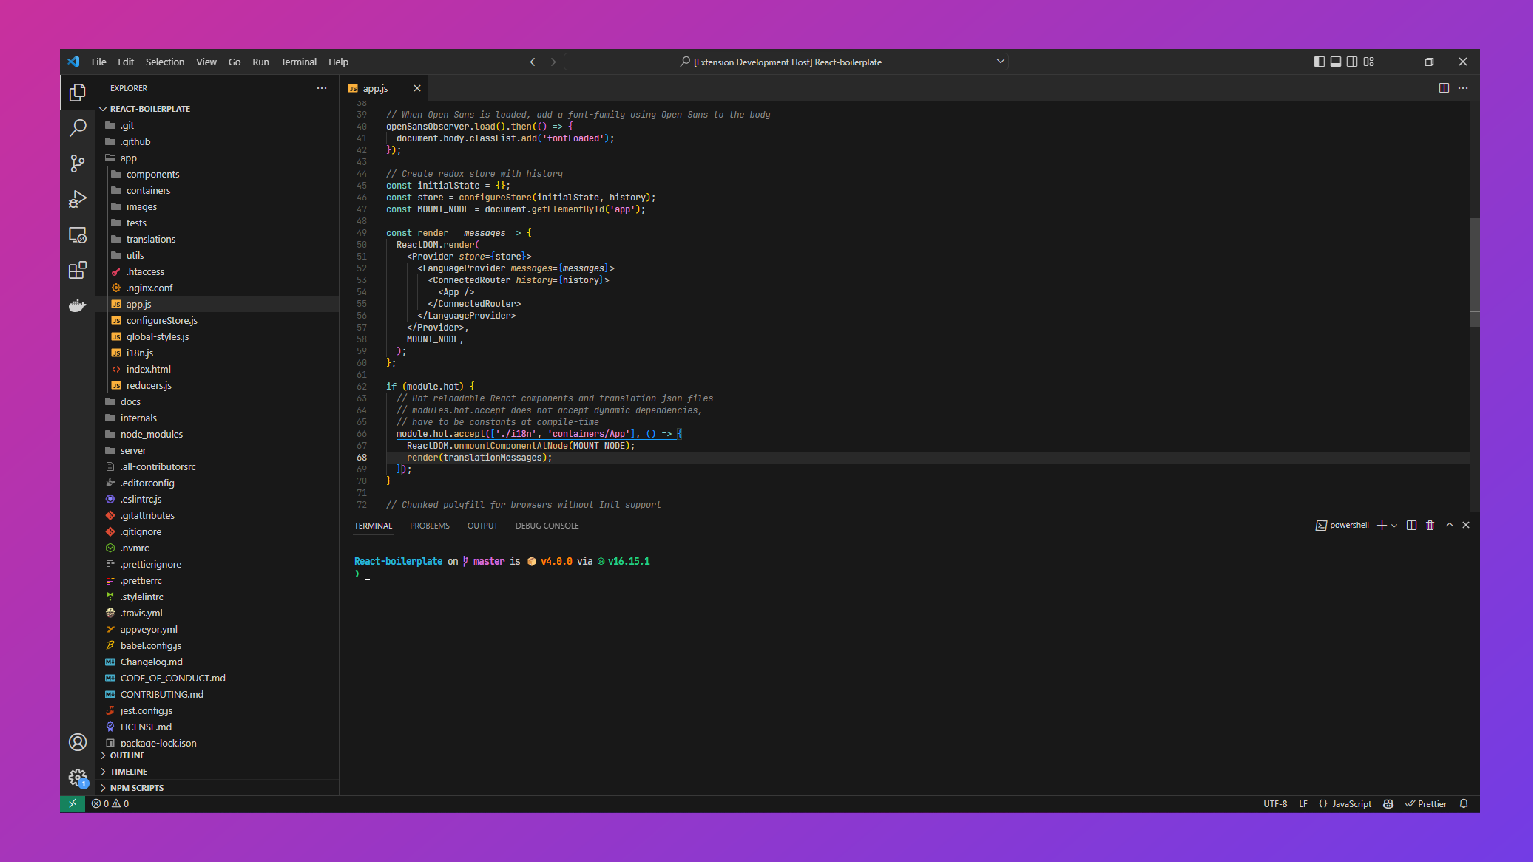 File Edit Selection View Go Run Terminal Help
[Extension Development Host] React-boilerplate
EXPLORER
REACT-BOILERPLATE
.git
.github
app
components
containers
images
tests
translations
utils
.htaccess
.nginx.conf
JS app.js
JS configureStore.js
JS global-styles.js
JS i18n.js
index.html
JS reducers.js
docs
internals
node_modules
server
.all-contributorsrc
.editorconfig
.eslintrc.js
.gitattributes
.gitignore
.nvmrc
.prettierignore
.prettierrc
.stylelintrc
.travis.yml
appveyor.yml
babel.config.js
Changelog.md
CODE_OF_CONDUCT.md
CONTRIBUTING.md
jest.config.js
LICENSE.md
package-lock.json
OUTLINE
TIMELINE
NPM SCRIPTS
JS app.js
38
39 // When Open Sans is loaded, add a font-family using Open Sans to the body
40 openSansObserver.load().then(() => {
41 document.body.classList.add('fontLoaded');
42 });
43
44 // Create redux store with history
45 const initialState = {};
46 const store = configureStore(initialState, history);
47 const MOUNT_NODE = document.getElementById('app');
48
49 const render = messages => {
50 ReactDOM.render(
51 <Provider store={store}>
52 <LanguageProvider messages={messages}>
53 <ConnectedRouter history={history}>
54 <App />
55 </ConnectedRouter>
56 </LanguageProvider>
57 </Provider>,
58 MOUNT_NODE,
59 );
60 };
61
62 if (module.hot) {
63 // Hot reloadable React components and translation json files
64 // modules.hot.accept does not accept dynamic dependencies,
65 // have to be constants at compile-time
66 module.hot.accept(['./i18n', 'containers/App'], () => {
67 ReactDOM.unmountComponentAtNode(MOUNT_NODE);
68 render(translationMessages);
69 });
70 }
71
72 // Chunked polyfill for browsers without Intl support
TERMINAL PROBLEMS OUTPUT DEBUG CONSOLE
powershell
React-boilerplate on master is v4.0.0 via v16.15.1
❯
1
0 0
UTF-8 LF {} JavaScript Prettier